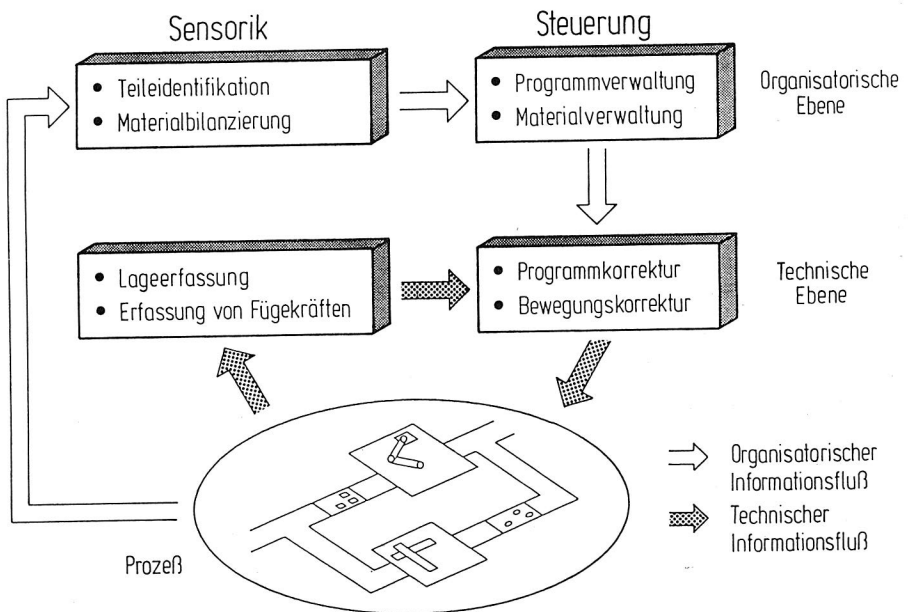 Sensorik
Steuerung
• Teileidentifikation
• Materialbilanzierung
• Programmverwaltung
• Materialverwaltung
Organisatorische
Ebene
• Lageerfassung
• Erfassung von Fügekräften
• Programmkorrektur
• Bewegungskorrektur
Technische
Ebene
Organisatorischer
Informationsfluß
Technischer
Informationsfluß
Prozeß